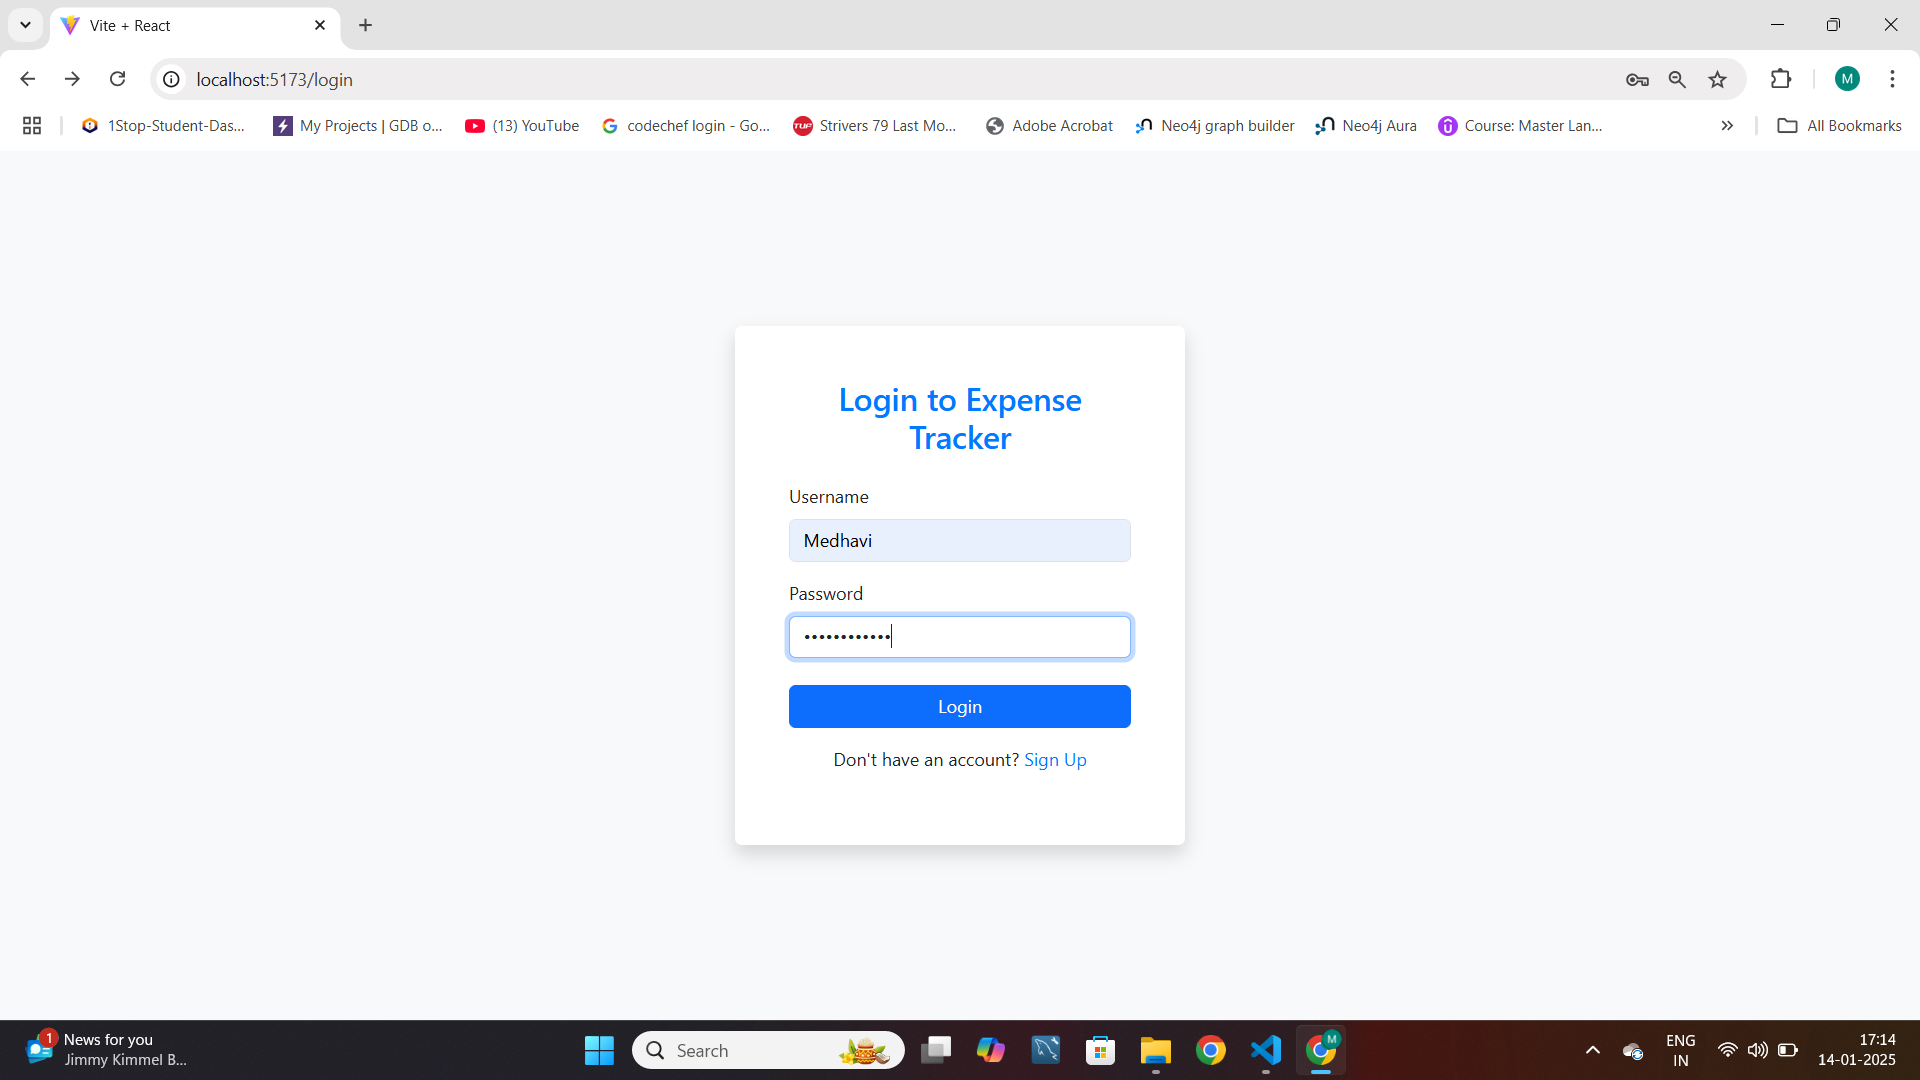 Vite + React
localhost:5173/login
M
1Stop-Student-Das...
My Projects | GDB o...
(13) YouTube
codechef login - Go...
TUF Strivers 79 Last Mo...
Adobe Acrobat
Neo4j graph builder
Neo4j Aura
Course: Master Lan...
All Bookmarks
Login to Expense
Tracker
Username
Medhavi
Password
••••••••••••
Login
Don't have an account? Sign Up
1
News for you
Jimmy Kimmel B...
Search
M
ENG
IN
17:14
14-01-2025